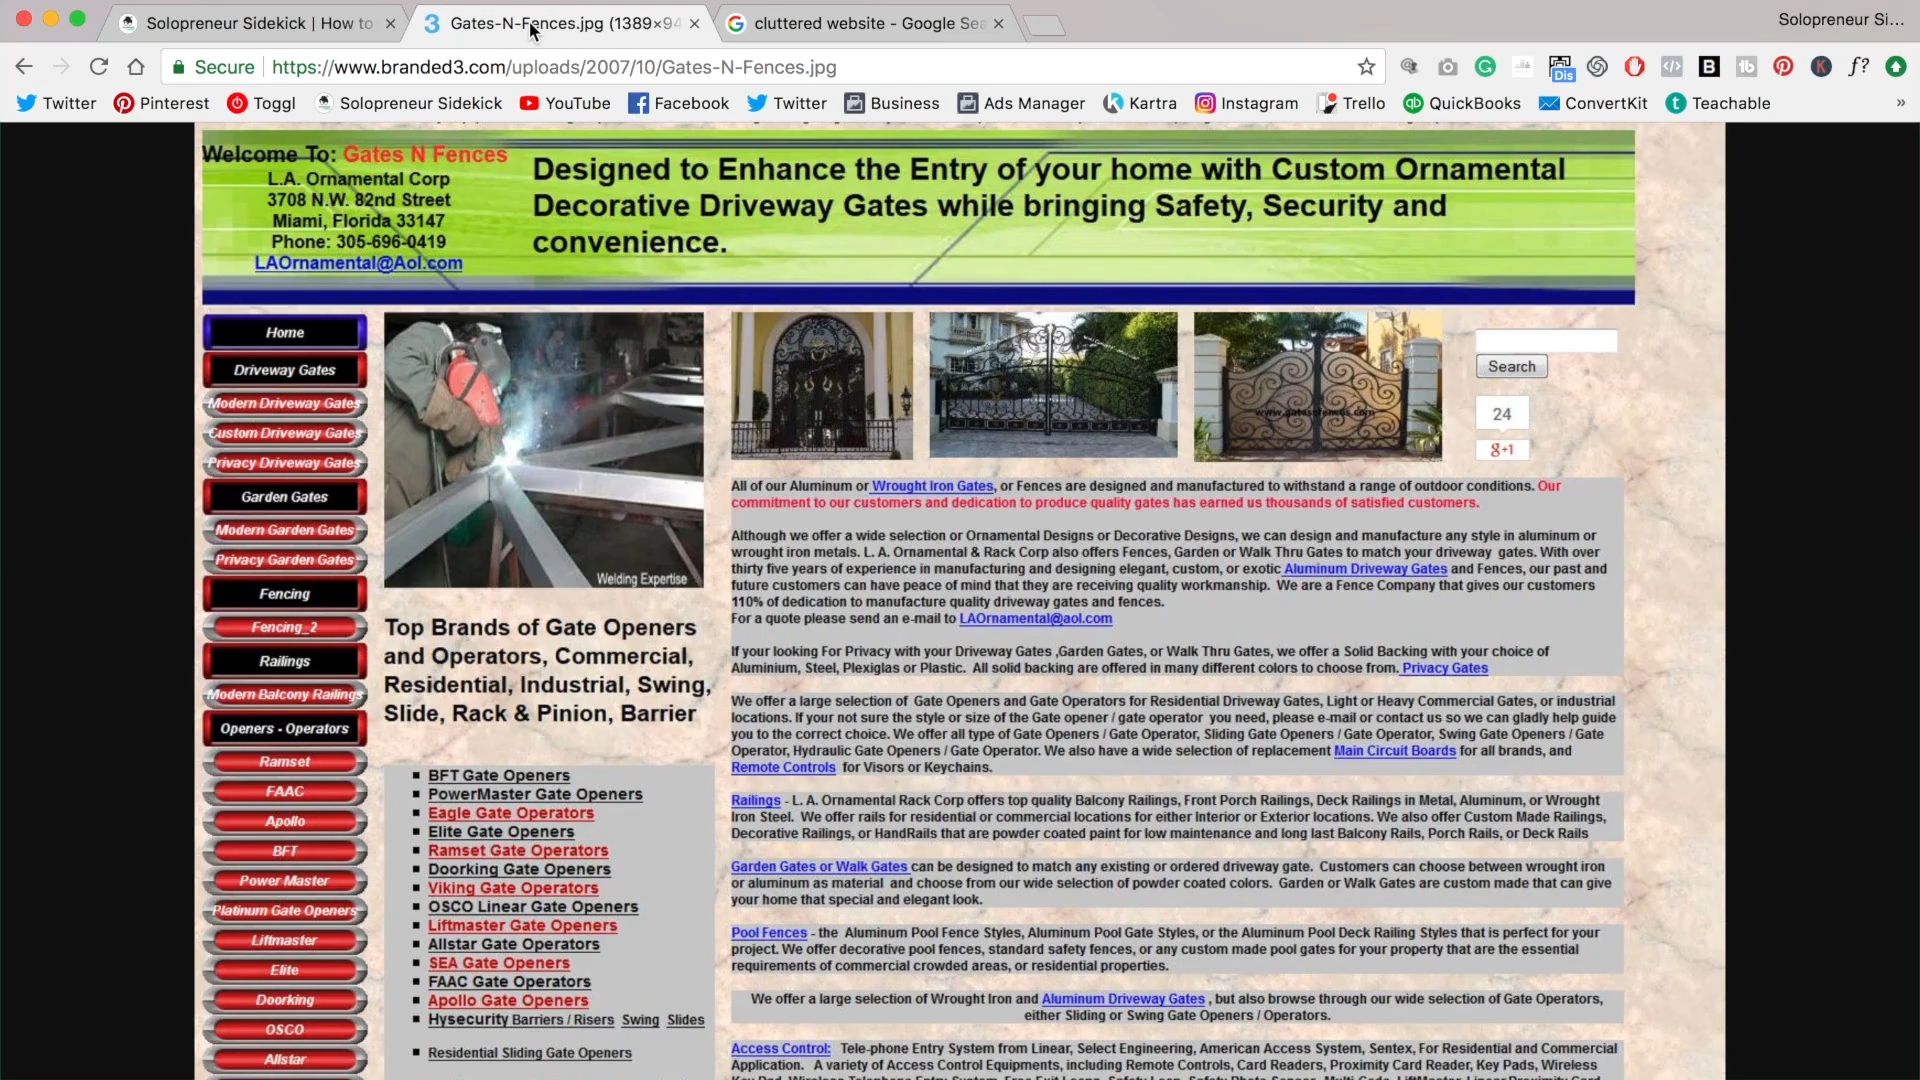 Solopreneur Sidekick | How to
Gates-N-Fences.jpg (1389×94
cluttered website - Google Sea
Solopreneur Si...
Secure
https://www.branded3.com/uploads/2007/10/Gates-N-Fences.jpg
Dis
Twitter
Pinterest
Toggl
Solopreneur Sidekick
YouTube
Facebook
Twitter
Business
Ads Manager
Kartra
Instagram
Trello
QuickBooks
ConvertKit
Teachable
»
Welcome To: Gates N Fences
L.A. Ornamental Corp
3708 N.W. 82nd Street
Miami, Florida 33147
Phone: 305-696-0419
LAOrnamental@Aol.com
Designed to Enhance the Entry of your home with Custom Ornamental
Decorative Driveway Gates while bringing Safety, Security and
convenience.
Home
Driveway Gates
Modern Driveway Gates
Custom Driveway Gates
Privacy Driveway Gates
Garden Gates
Modern Garden Gates
Privacy Garden Gates
Fencing
Fencing_2
Railings
Modern Balcony Railings
Openers - Operators
Ramset
FAAC
Apollo
BFT
Power Master
Platinum Gate Openers
Liftmaster
Elite
Doorking
OSCO
Allstar
Welding Expertise
Top Brands of Gate Openers
and Operators, Commercial,
Residential, Industrial, Swing,
Slide, Rack & Pinion, Barrier
BFT Gate Openers
PowerMaster Gate Openers
Eagle Gate Operators
Elite Gate Openers
Ramset Gate Operators
Doorking Gate Openers
Viking Gate Operators
OSCO Linear Gate Operators
Liftmaster Gate Openers
Allstar Gate Operators
SEA Gate Openers
FAAC Gate Operators
Apollo Gate Openers
Hysecurity Barriers / Risers Swing Slides
Residential Sliding Gate Openers
Search
24
g+1
All of our Aluminum or Wrought Iron Gates, or Fences are designed and manufactured to withstand a range of outdoor conditions. Our
commitment to our customers and dedication to produce quality gates has earned us thousands of satisfied customers.
Although we offer a wide selection or Ornamental Designs or Decorative Designs, we can design and manufacture any style in aluminum or
wrought iron metals. L. A. Ornamental & Rack Corp also offers Fences, Garden or Walk Thru Gates to match your driveway gates. With over
thirty five years of experience in manufacturing and designing elegant, custom, or exotic Aluminum Driveway Gates and Fences, our past and
future customers can have peace of mind that they are receiving quality workmanship. We are a Fence Company that gives our customers
110% of dedication to manufacture quality driveway gates and fences.
For a quote please send an e-mail to LAOrnamental@aol.com
If your looking For Privacy with your Driveway Gates ,Garden Gates, or Walk Thru Gates, we offer a Solid Backing with your choice of
Aluminium, Steel, Plexiglas or Plastic. All solid backing are offered in many different colors to choose from. Privacy Gates
We offer a large selection of Gate Openers and Gate Operators for Residential Driveway Gates, Light or Heavy Commercial Gates, or industrial
locations. If your not sure the style or size of the Gate opener / gate operator you need, please e-mail or contact us so we can gladly help guide
you to the correct choice. We offer all type of Gate Openers / Gate Operator, Sliding Gate Openers / Gate Operator, Swing Gate Openers / Gate
Operator, Hydraulic Gate Openers / Gate Operator. We also have a wide selection of replacement Main Circuit Boards for all brands, and
Remote Controls for Visors or Keychains.
Railings - L. A. Ornamental Rack Corp offers top quality Balcony Railings, Front Porch Railings, Deck Railings in Metal, Aluminum, or Wrought
Iron Steel. We offer rails for residential or commercial locations for either Interior or Exterior locations. We also offer Custom Made Railings,
Decorative Railings, or HandRails that are powder coated paint for low maintenance and long last Balcony Rails, Porch Rails, or Deck Rails
Garden Gates or Walk Gates can be designed to match any existing or ordered driveway gate. Customers can choose between wrought iron
or aluminum as material and choose from our wide selection of powder coated colors. Garden or Walk Gates are custom made that can give
your home that special and elegant look.
Pool Fences - the Aluminum Pool Fence Styles, Aluminum Pool Gate Styles, or the Aluminum Pool Deck Railing Styles that is perfect for your
project. We offer decorative pool fences, standard safety fences, or any custom made pool gates for your property that are the essential
requirements of commercial crowded areas, or residential properties.
We offer a large selection of Wrought Iron and Aluminum Driveway Gates , but also browse through our wide selection of Gate Operators,
either Sliding or Swing Gate Openers / Operators.
Access Control: Tele-phone Entry System from Linear, Select Engineering, American Access System, Sentex, For Residential and Commercial
Application. A variety of Access Control Equipments, including Remote Controls, Card Readers, Proximity Card Reader, Key Pads, Wireless